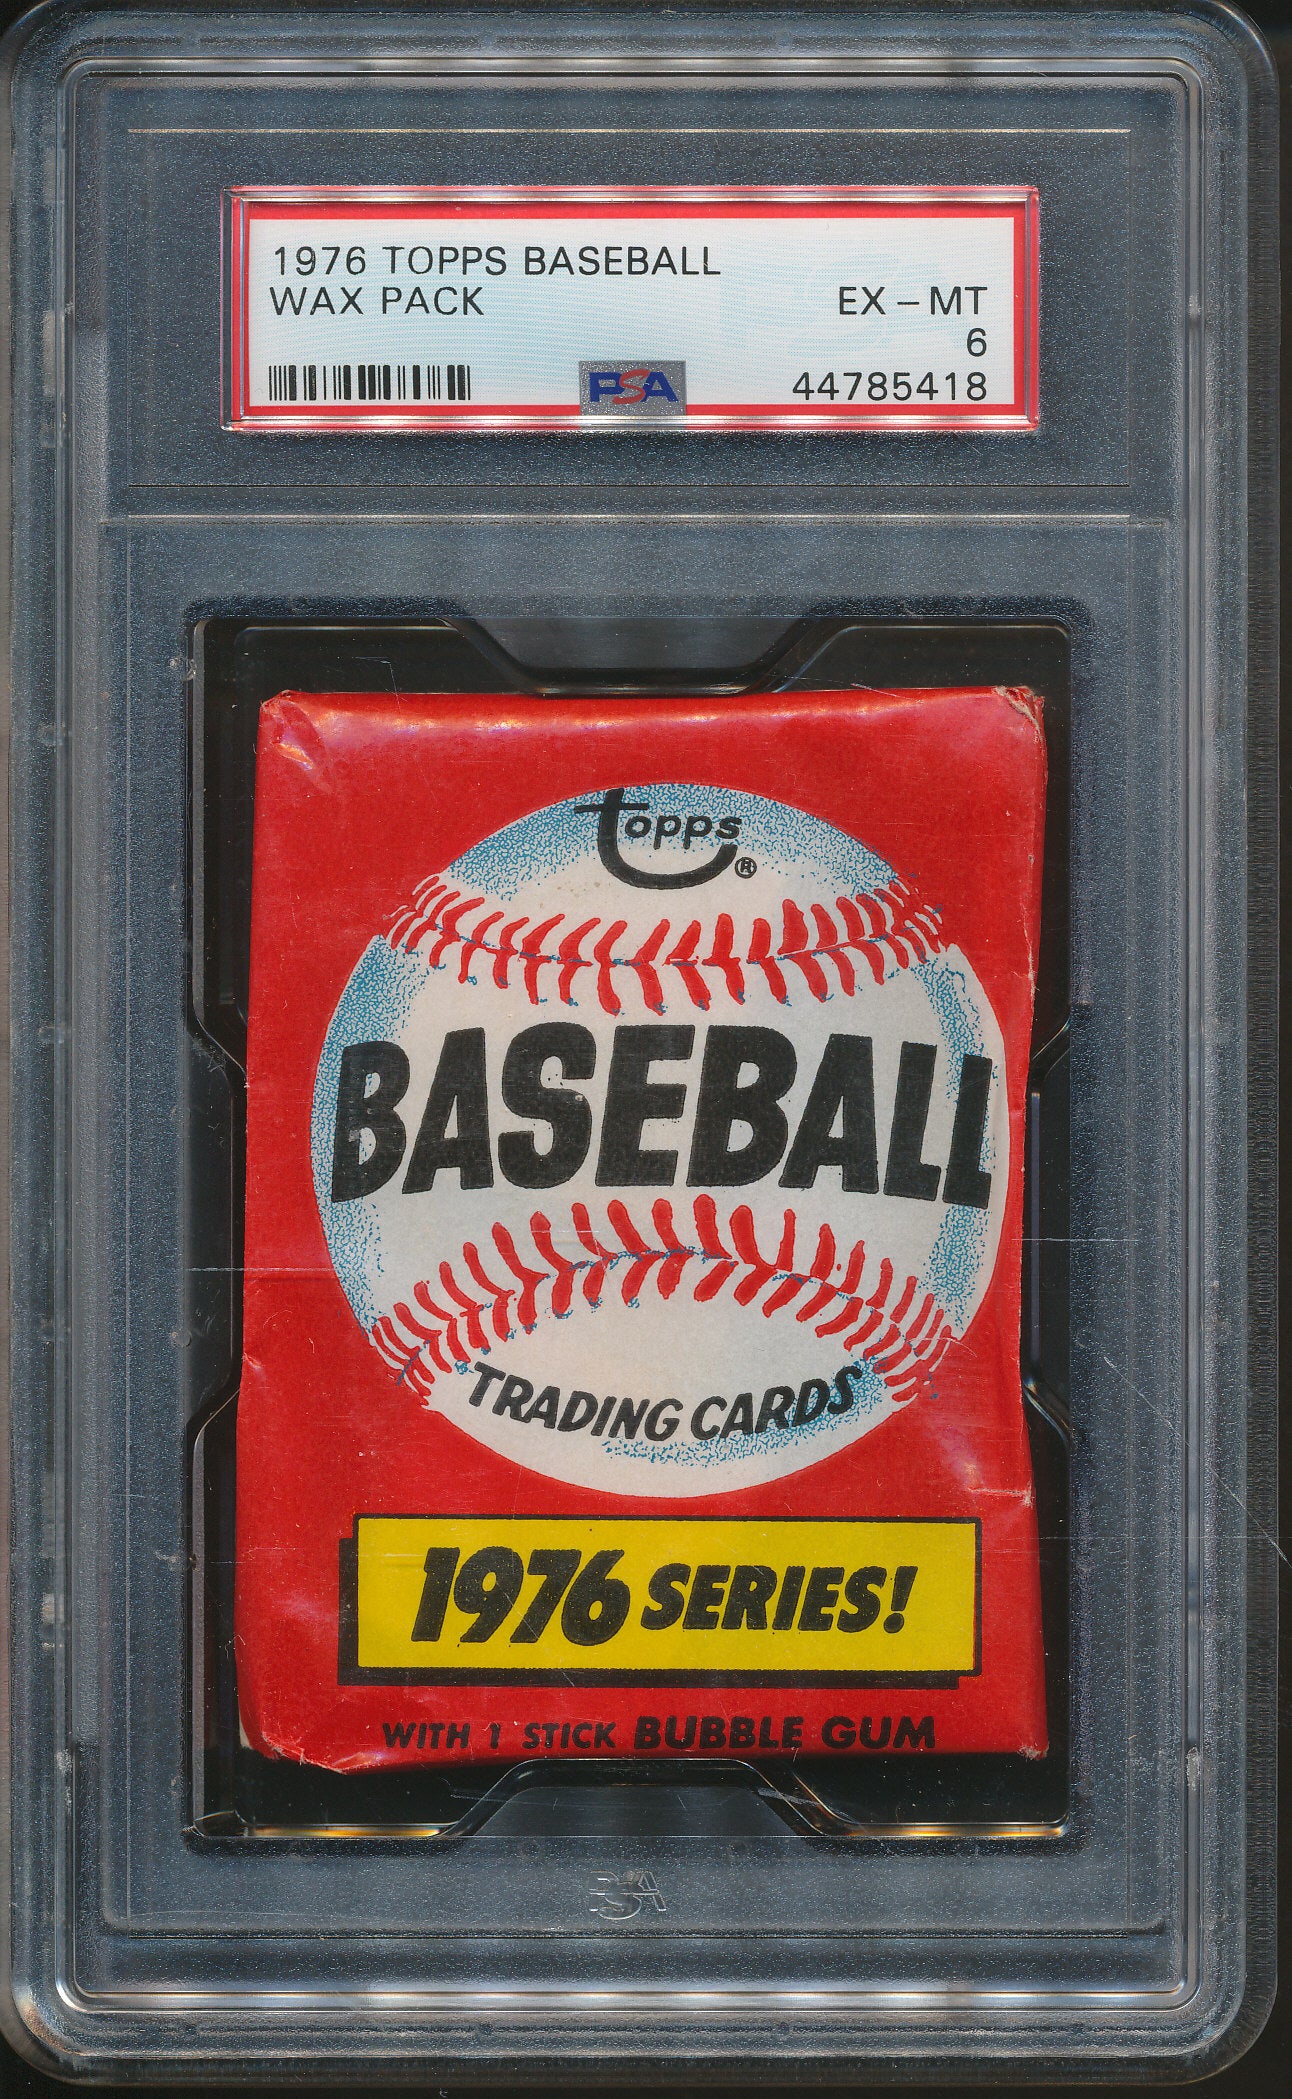 1976 TOPPS BASEBALL
WAX PACK EX - MT
6
PSA 44785418
topps®
BASEBALL
TRADING CARDS
1976 SERIES!
WITH 1 STICK BUBBLE GUM
PSA